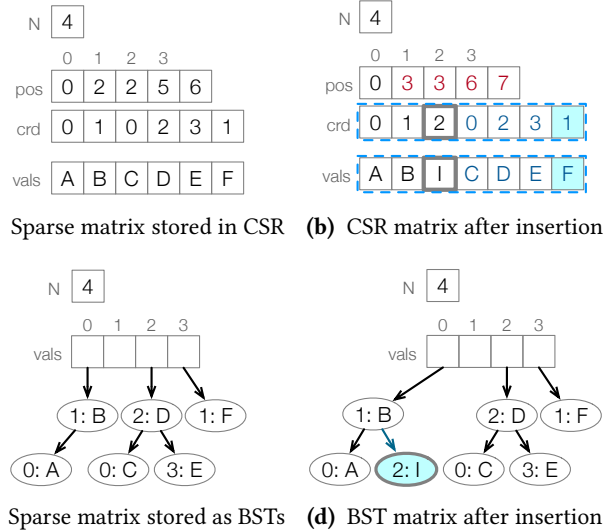 N 4
0 1 2 3
pos 0 2 2 5 6
crd 0 1 0 2 3 1
vals A B C D E F
Sparse matrix stored in CSR
N 4
0 1 2 3
pos 0 3 3 6 7
crd 0 1 2 0 2 3 1
vals A B I C D E F
(b) CSR matrix after insertion
N 4
0 1 2 3
vals
1: B 2: D 1: F
0: A 0: C 3: E
Sparse matrix stored as BSTs
N 4
0 1 2 3
vals
1: B 2: D 1: F
0: A 2: I 0: C 3: E
(d) BST matrix after insertion